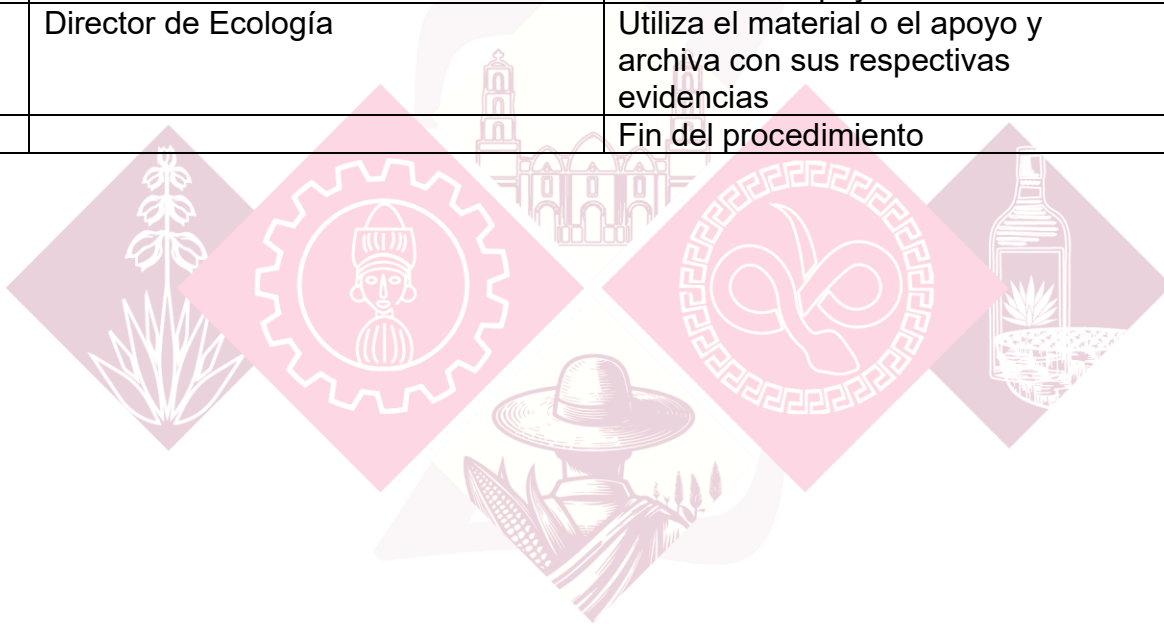 Director de Ecología
Utiliza el material o el apoyo y
archiva con sus respectivas
evidencias
Fin del procedimiento